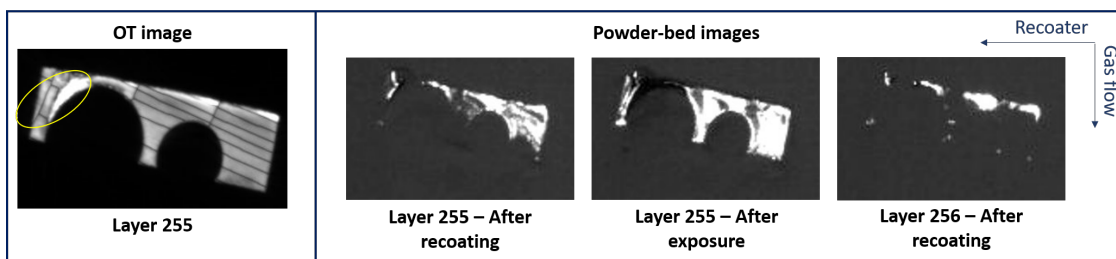 OT image
Layer 255
Powder-bed images
Recoater
Gas flow
Layer 255 – After
recoating
Layer 255 – After
exposure
Layer 256 – After
recoating